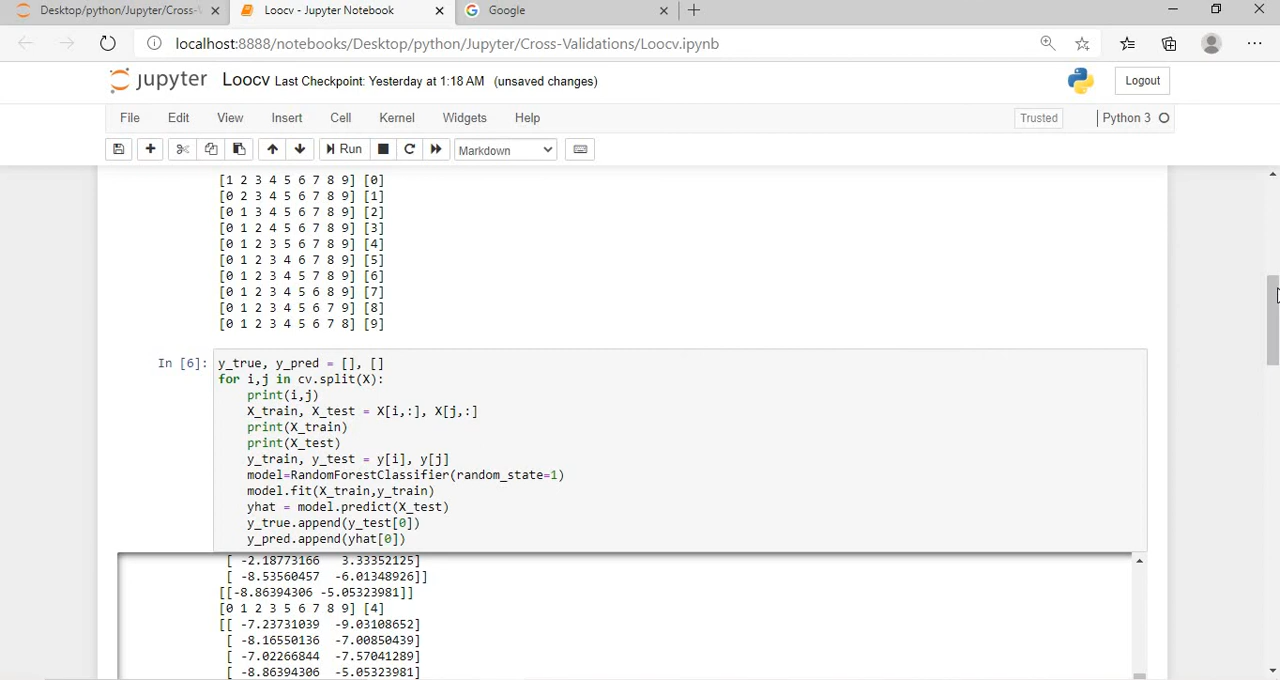 Desktop/python/Jupyter/Cross-V
Loocv - Jupyter Notebook
Google
localhost:8888/notebooks/Desktop/python/Jupyter/Cross-Validations/Loocv.ipynb
jupyter Loocv Last Checkpoint: Yesterday at 1:18 AM (unsaved changes)
Logout
File Edit View Insert Cell Kernel Widgets Help
Trusted
Python 3
Run
Markdown
[1 2 3 4 5 6 7 8 9] [0]
[0 2 3 4 5 6 7 8 9] [1]
[0 1 3 4 5 6 7 8 9] [2]
[0 1 2 4 5 6 7 8 9] [3]
[0 1 2 3 5 6 7 8 9] [4]
[0 1 2 3 4 6 7 8 9] [5]
[0 1 2 3 4 5 7 8 9] [6]
[0 1 2 3 4 5 6 8 9] [7]
[0 1 2 3 4 5 6 7 9] [8]
[0 1 2 3 4 5 6 7 8] [9]
In [6]: y_true, y_pred = [], []
for i,j in cv.split(X):
print(i,j)
X_train, X_test = X[i,:], X[j,:]
print(X_train)
print(X_test)
y_train, y_test = y[i], y[j]
model=RandomForestClassifier(random_state=1)
model.fit(X_train,y_train)
yhat = model.predict(X_test)
y_true.append(y_test[0])
y_pred.append(yhat[0])
[ -2.18773166 3.33352125]
[ -8.53560457 -6.01348926]]
[[-8.86394306 -5.05323981]]
[0 1 2 3 5 6 7 8 9] [4]
[[ -7.23731039 -9.03108652]
[ -8.16550136 -7.00850439]
[ -7.02266844 -7.57041289]
[ -8.86394306 -5.05323981]